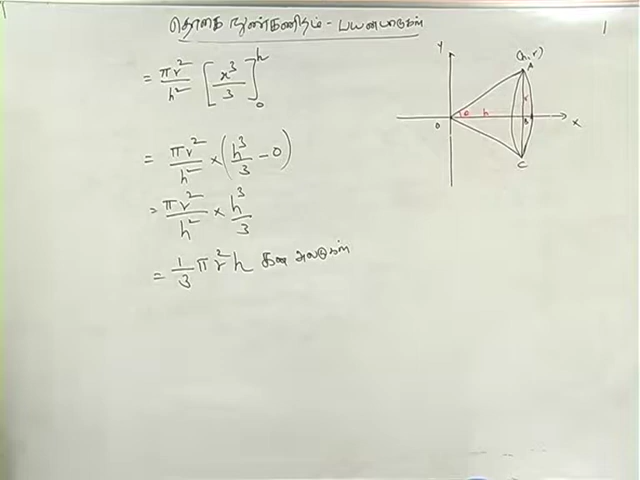 தொகை நுண்கணிதம் - பயன்பாடுகள்
1
= πr²/h² [x³/3]₀ʰ
= πr²/h² × (h³/3 - 0)
= πr²/h² × h³/3
= 1/3 πr²h கன அலகுகள்
Y
(h, r)
A
r
θ
h
B
O
X
C